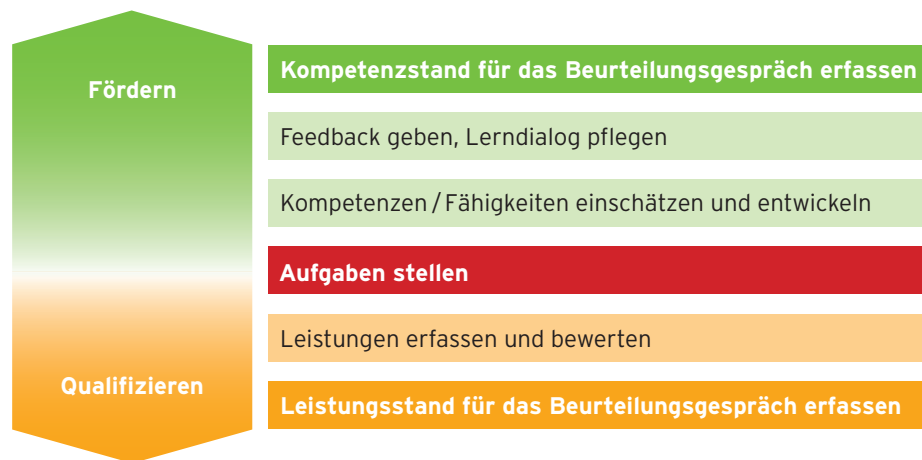 Fördern
Kompetenzstand für das Beurteilungsgespräch erfassen
Feedback geben, Lerndialog pflegen
Kompetenzen / Fähigkeiten einschätzen und entwickeln
Aufgaben stellen
Leistungen erfassen und bewerten
Qualifizieren
Leistungsstand für das Beurteilungsgespräch erfassen